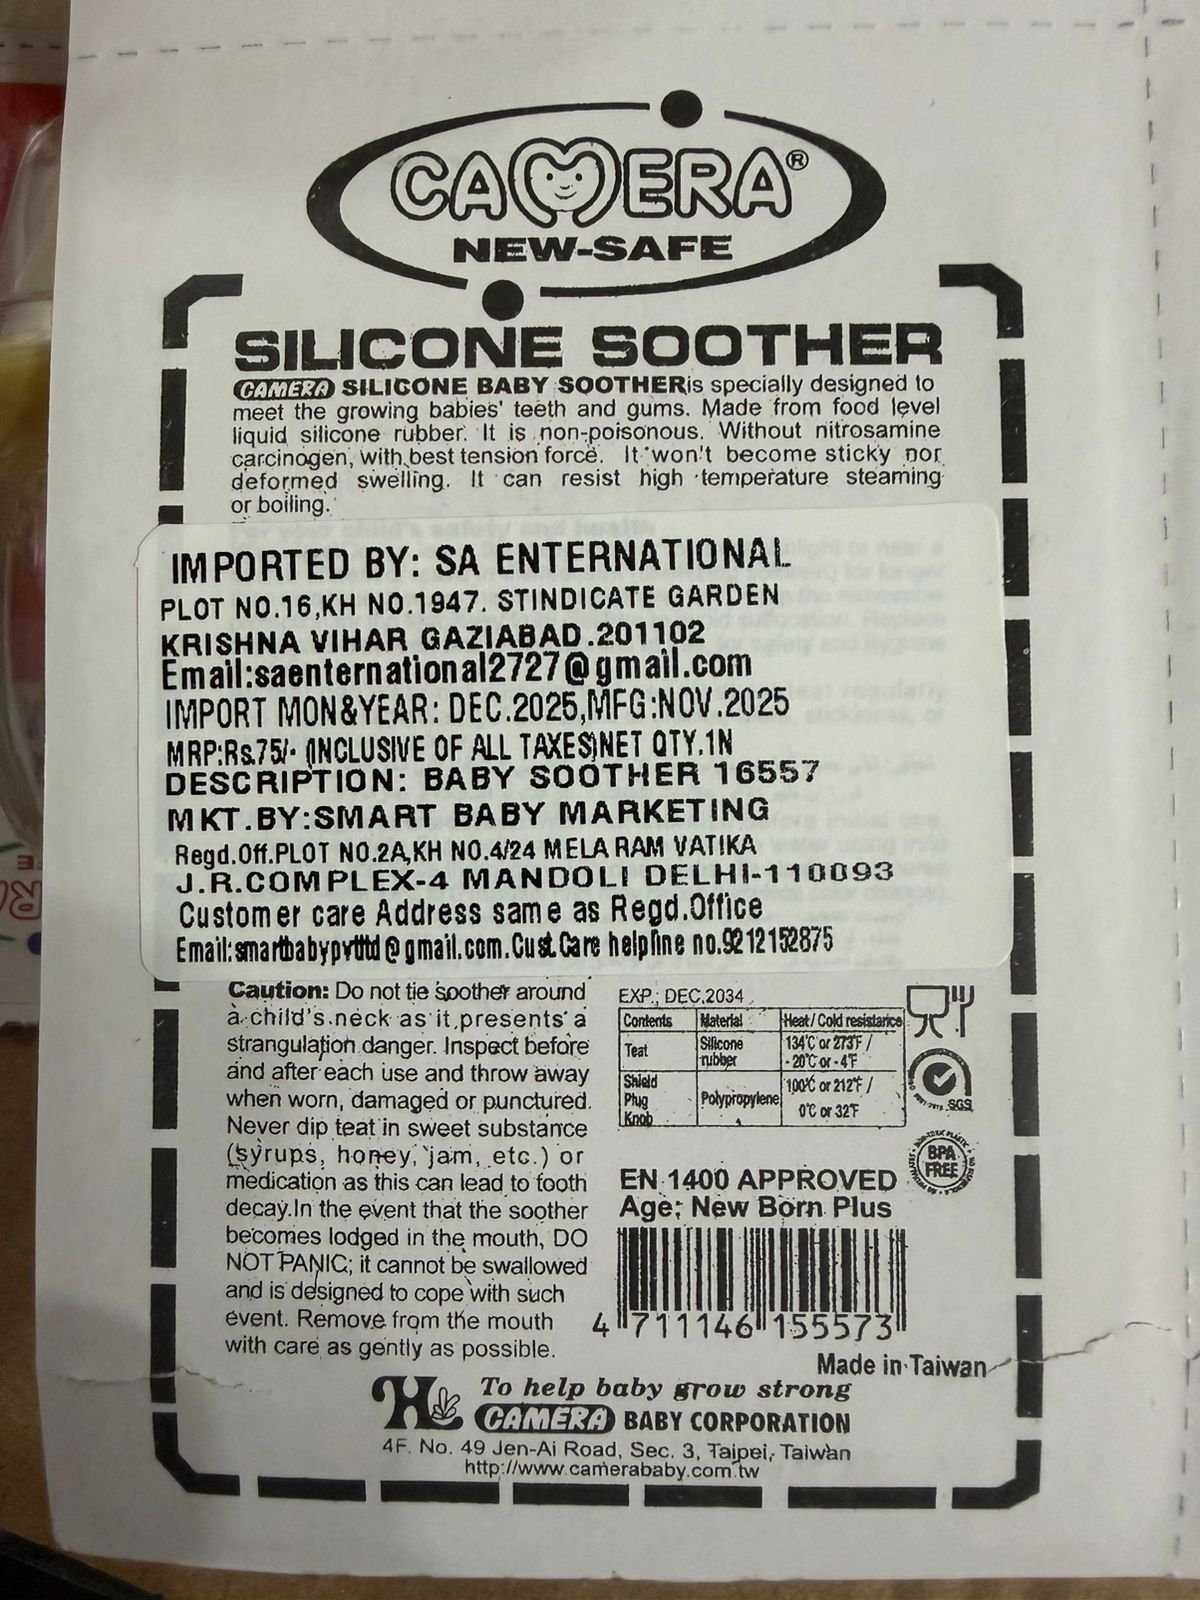 CAMERA®
NEW-SAFE
SILICONE SOOTHER
CAMERA SILICONE BABY SOOTHER is specially designed to
meet the growing babies' teeth and gums. Made from food level
liquid silicone rubber. It is non-poisonous. Without nitrosamine
carcinogen, with best tension force. It won't become sticky nor
deformed swelling. It can resist high temperature steaming
or boiling.
IMPORTED BY: SA ENTERNATIONAL
PLOT NO.16,KH NO.1947. STINDICATE GARDEN
KRISHNA VIHAR GAZIABAD.201102
Email:saenternational2727@gmail.com
IMPORT MON&YEAR: DEC.2025,MFG:NOV.2025
MRP:Rs.75/- (INCLUSIVE OF ALL TAXES)NET QTY.1N
DESCRIPTION: BABY SOOTHER 16557
MKT.BY:SMART BABY MARKETING
Regd.Off.PLOT NO.2A,KH NO.4/24 MELA RAM VATIKA
J.R.COMPLEX-4 MANDOLI DELHI-110093
Customer care Address same as Regd.Office
Email:smartbabypvtltd@gmail.com.Cust.Care helpline no.9212152875
Caution: Do not tie soother around
a child's neck as it presents a
strangulation danger. Inspect before
and after each use and throw away
when worn, damaged or punctured.
Never dip teat in sweet substance
(syrups, honey, jam, etc.) or
medication as this can lead to tooth
decay.In the event that the soother
becomes lodged in the mouth, DO
NOT PANIC; it cannot be swallowed
and is designed to cope with such
event. Remove from the mouth
with care as gently as possible.
EXP.: DEC,2034
Contents Material Heat / Cold resistance
Teat Silicone rubber 134°C or 273°F / - 20°C or - 4°F
Shield Plug Knob Polypropylene 100°C or 212°F / 0°C or 32°F
SGS
BPA
FREE
EN 1400 APPROVED
Age: New Born Plus
4 711146 155573
Made in Taiwan
To help baby grow strong
CAMERA BABY CORPORATION
4F. No. 49 Jen-Ai Road, Sec. 3, Taipei, Taiwan
http://www.camerababy.com.tw